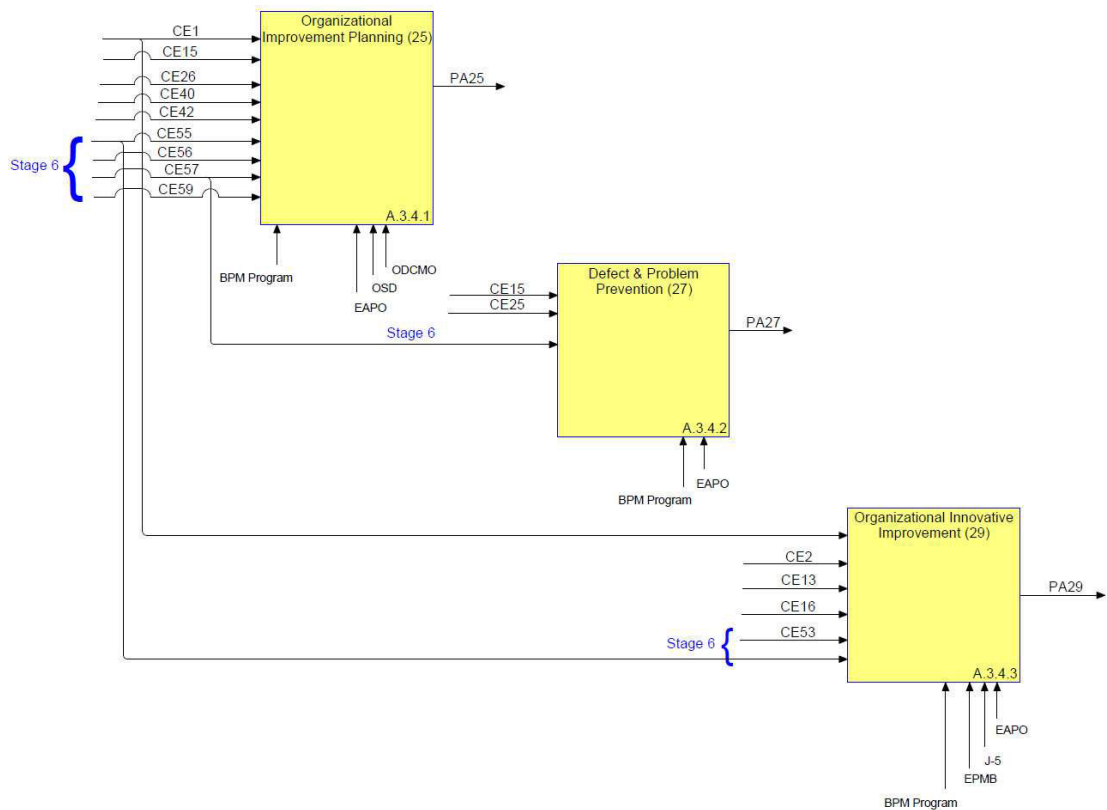 Organizational
Improvement Planning (25)
CE1
CE15
CE26
CE40
CE42
CE55
CE56
CE57
CE59
Stage 6
PA25
A.3.4.1
BPM Program
EAPO
OSD
ODCMO
Defect & Problem
Prevention (27)
CE15
CE25
Stage 6
PA27
A.3.4.2
BPM Program
EAPO
Organizational Innovative
Improvement (29)
CE2
CE13
CE16
CE53
Stage 6
PA29
A.3.4.3
EAPO
J-5
EPMB
BPM Program